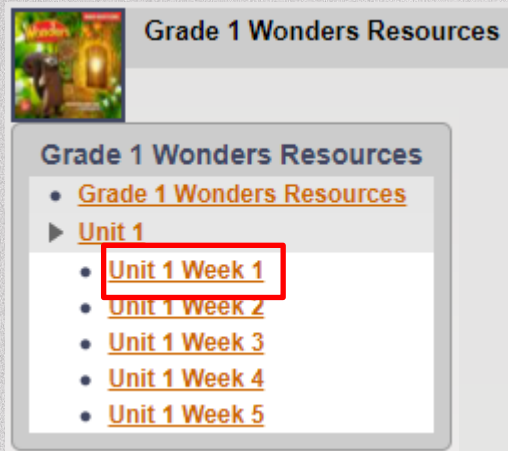 Wonders
Grade 1 Wonders Resources
Grade 1 Wonders Resources
Grade 1 Wonders Resources
Unit 1
Unit 1 Week 1
Unit 1 Week 2
Unit 1 Week 3
Unit 1 Week 4
Unit 1 Week 5